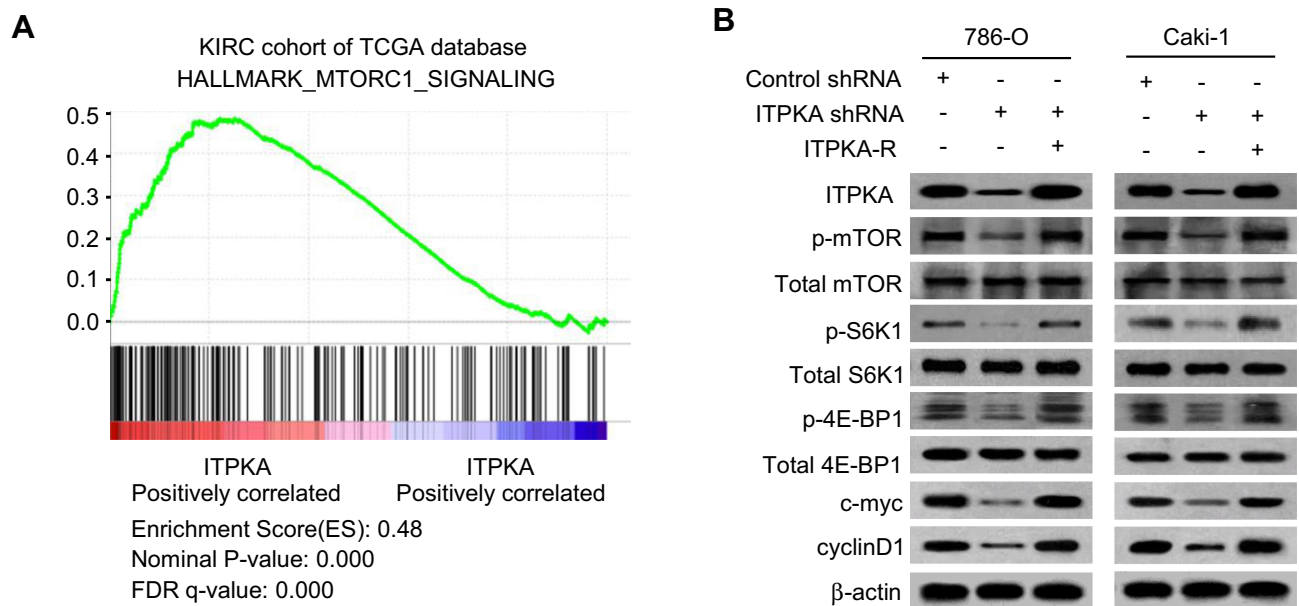 A
KIRC cohort of TCGA database
HALLMARK_MTORC1_SIGNALING
0.5
0.4
0.3
0.2
0.1
0.0
ITPKA ITPKA
Positively correlated Positively correlated
Enrichment Score(ES): 0.48
Nominal P-value: 0.000
FDR q-value: 0.000
B
786-O Caki-1
Control shRNA + - - + - -
ITPKA shRNA - + + - + +
ITPKA-R - - + - - +
ITPKA
p-mTOR
Total mTOR
p-S6K1
Total S6K1
p-4E-BP1
Total 4E-BP1
c-myc
cyclinD1
β-actin